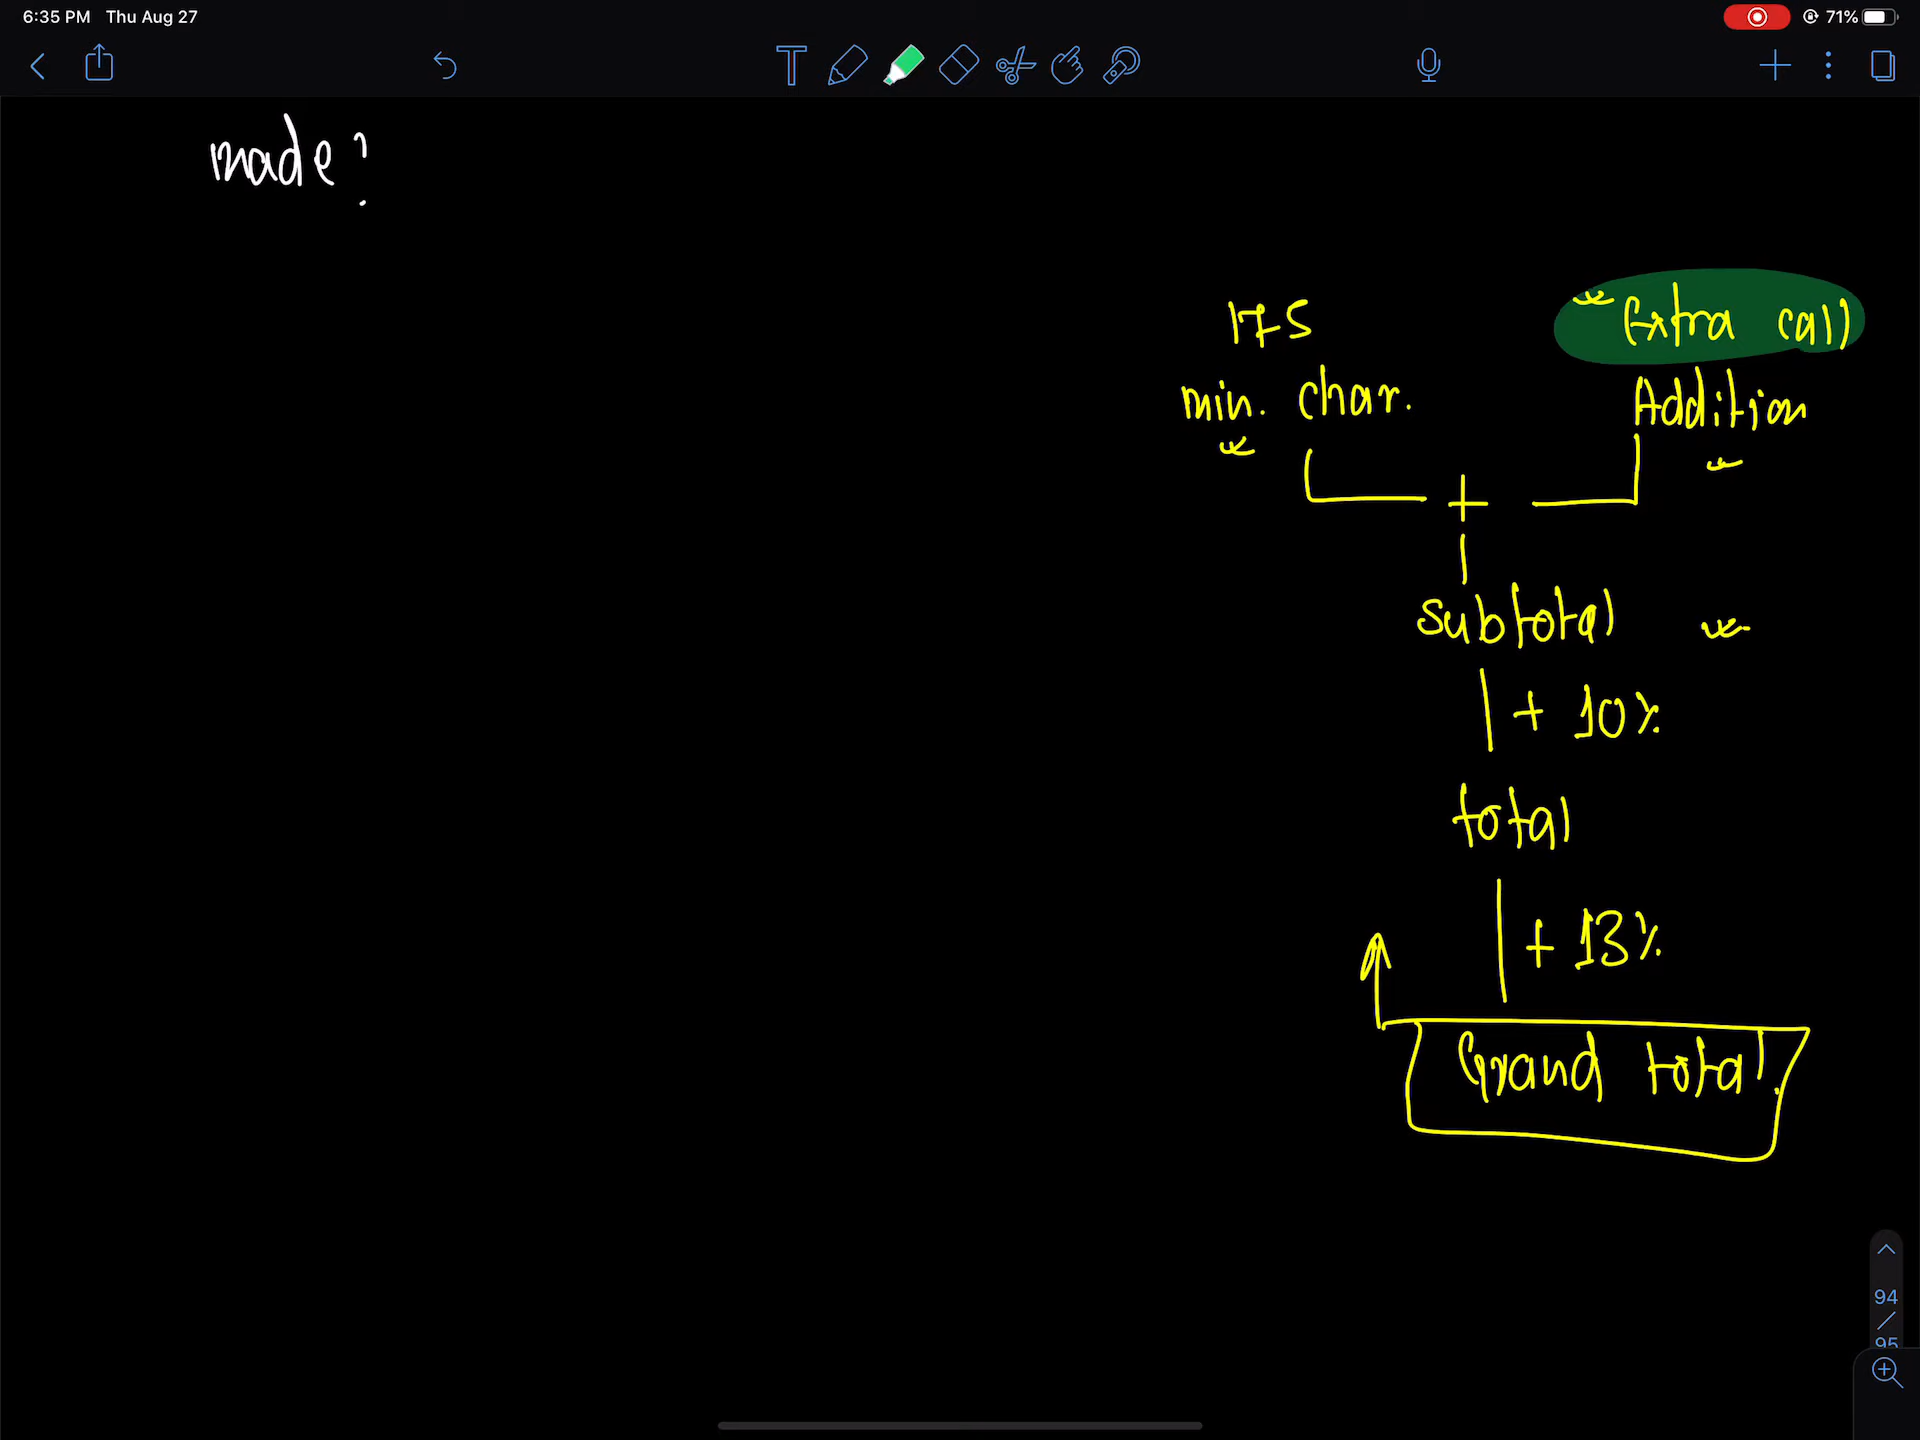 6:35 PM Thu Aug 27
71%
T
made?
175
Extra call
min. char.
Addition
+
subtotal
+ 10%
total
+ 13%
Grand total.
94
/
95